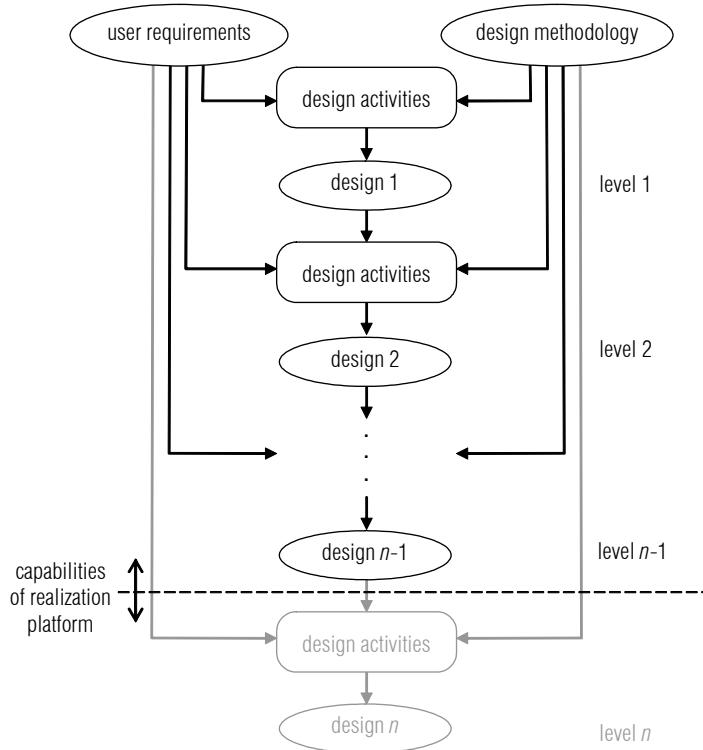 user requirements
design methodology
design activities
design 1
level 1
design activities
design 2
level 2
.
.
.
design n-1
level n-1
capabilities
of realization
platform
design activities
design n
level n